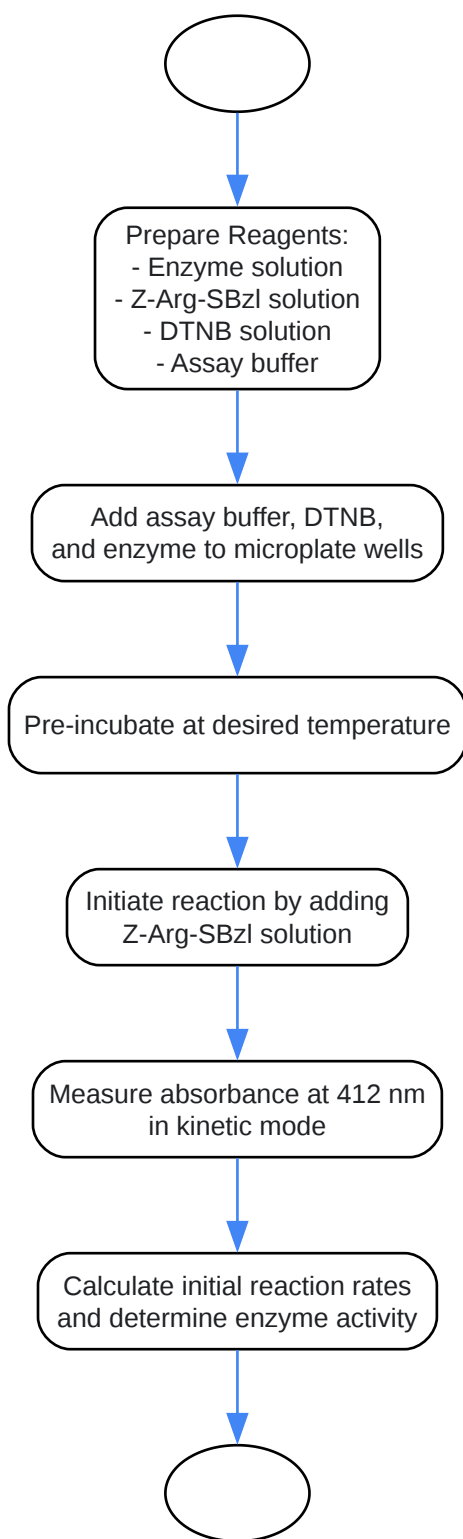 Prepare Reagents:
- Enzyme solution
- Z-Arg-SBzl solution
- DTNB solution
- Assay buffer
Add assay buffer, DTNB,
and enzyme to microplate wells
Pre-incubate at desired temperature
Initiate reaction by adding
Z-Arg-SBzl solution
Measure absorbance at 412 nm
in kinetic mode
Calculate initial reaction rates
and determine enzyme activity